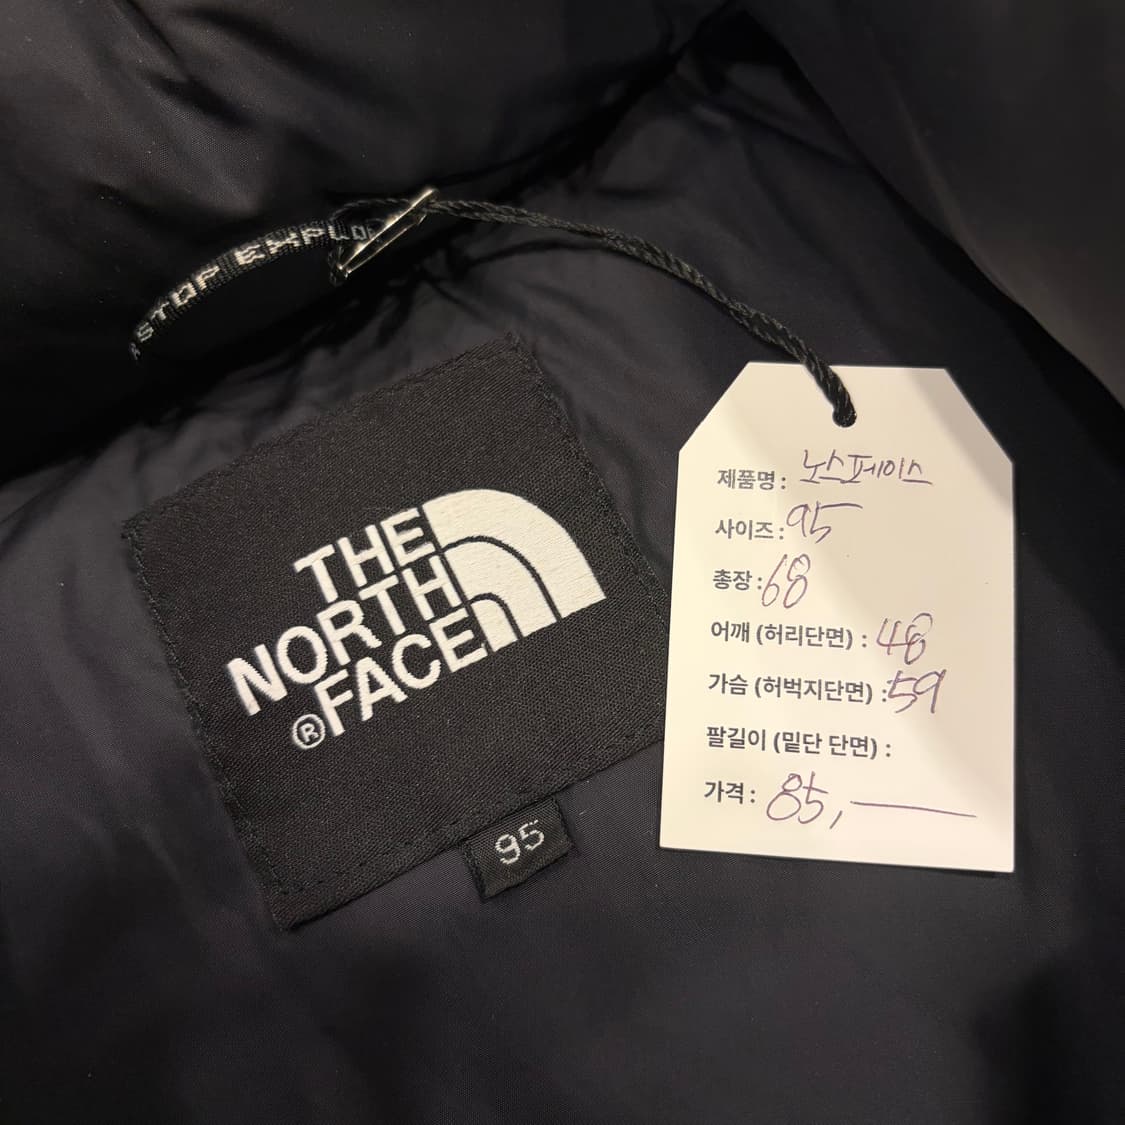 STOP EXPLO
THE
NORTH
FACE
®
95
제품명 : 노스페이스
사이즈 : 95
총장 : 68
어깨 (허리단면) : 48
가슴 (허벅지단면) : 59
팔길이 (밑단 단면) :
가격 : 85,—